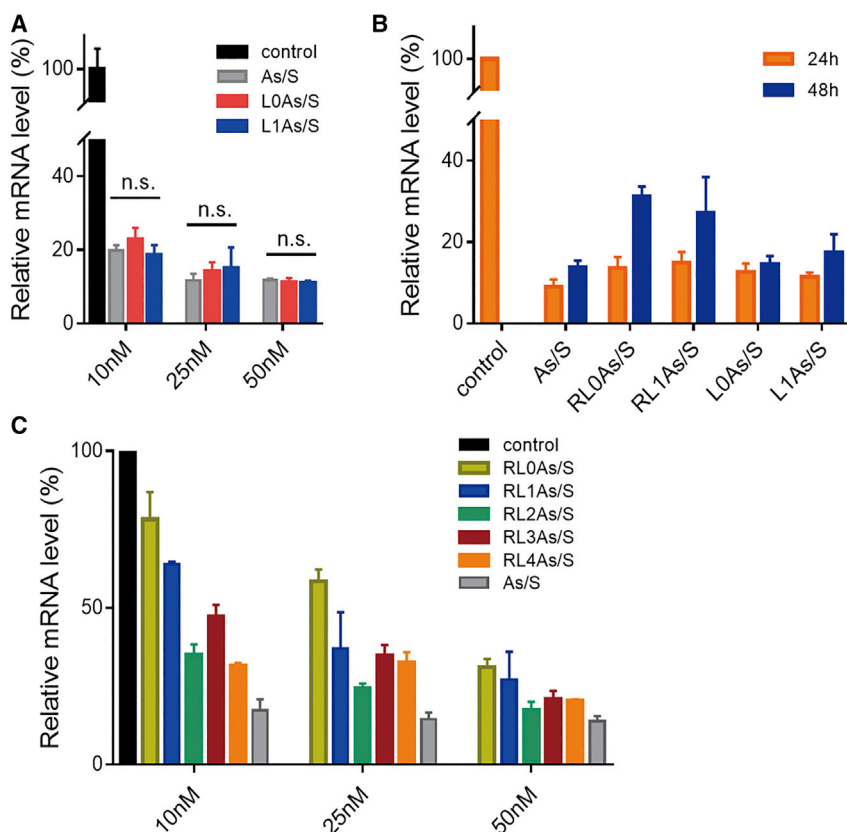 A
Relative mRNA level (%)
100
40
20
0
control
As/S
L0As/S
L1As/S
n.s.
n.s.
n.s.
10nM
25nM
50nM
B
Relative mRNA level (%)
100
40
20
0
24h
48h
control
As/S
RL0As/S
RL1As/S
L0As/S
L1As/S
C
Relative mRNA level (%)
100
50
0
control
RL0As/S
RL1As/S
RL2As/S
RL3As/S
RL4As/S
As/S
10nM
25nM
50nM